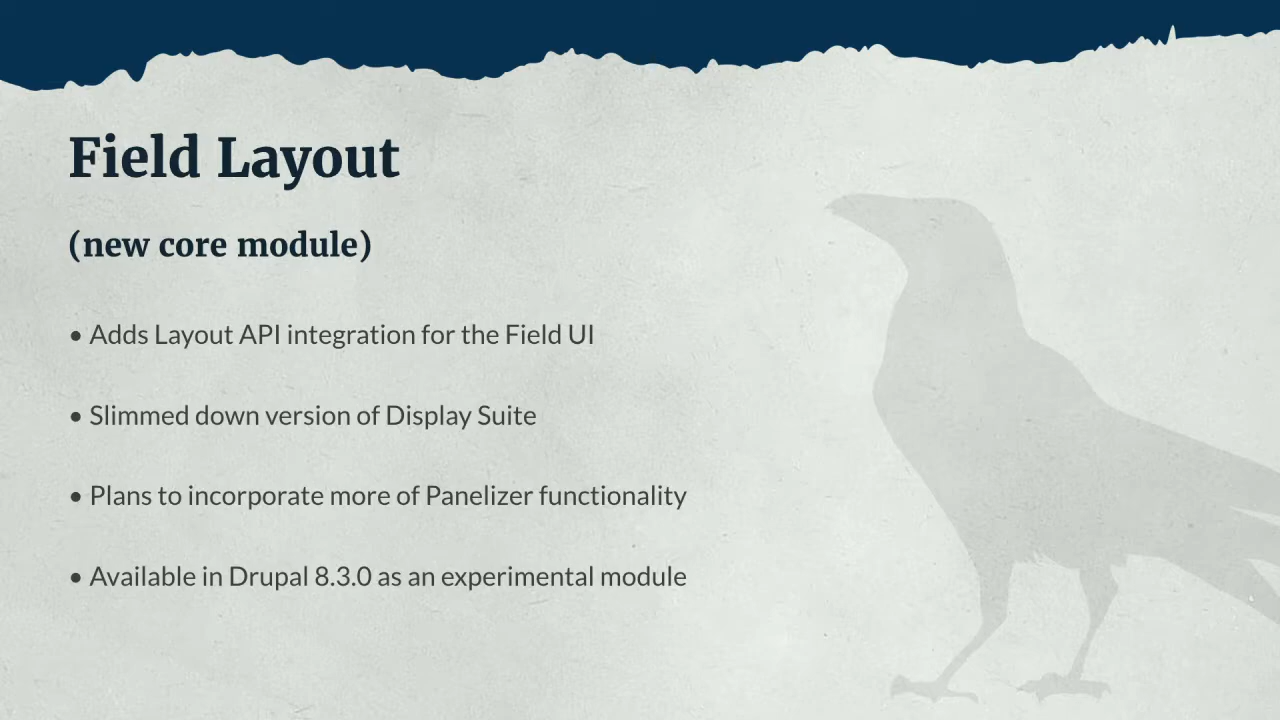 Field Layout
(new core module)
• Adds Layout API integration for the Field UI
• Slimmed down version of Display Suite
• Plans to incorporate more of Panelizer functionality
• Available in Drupal 8.3.0 as an experimental module